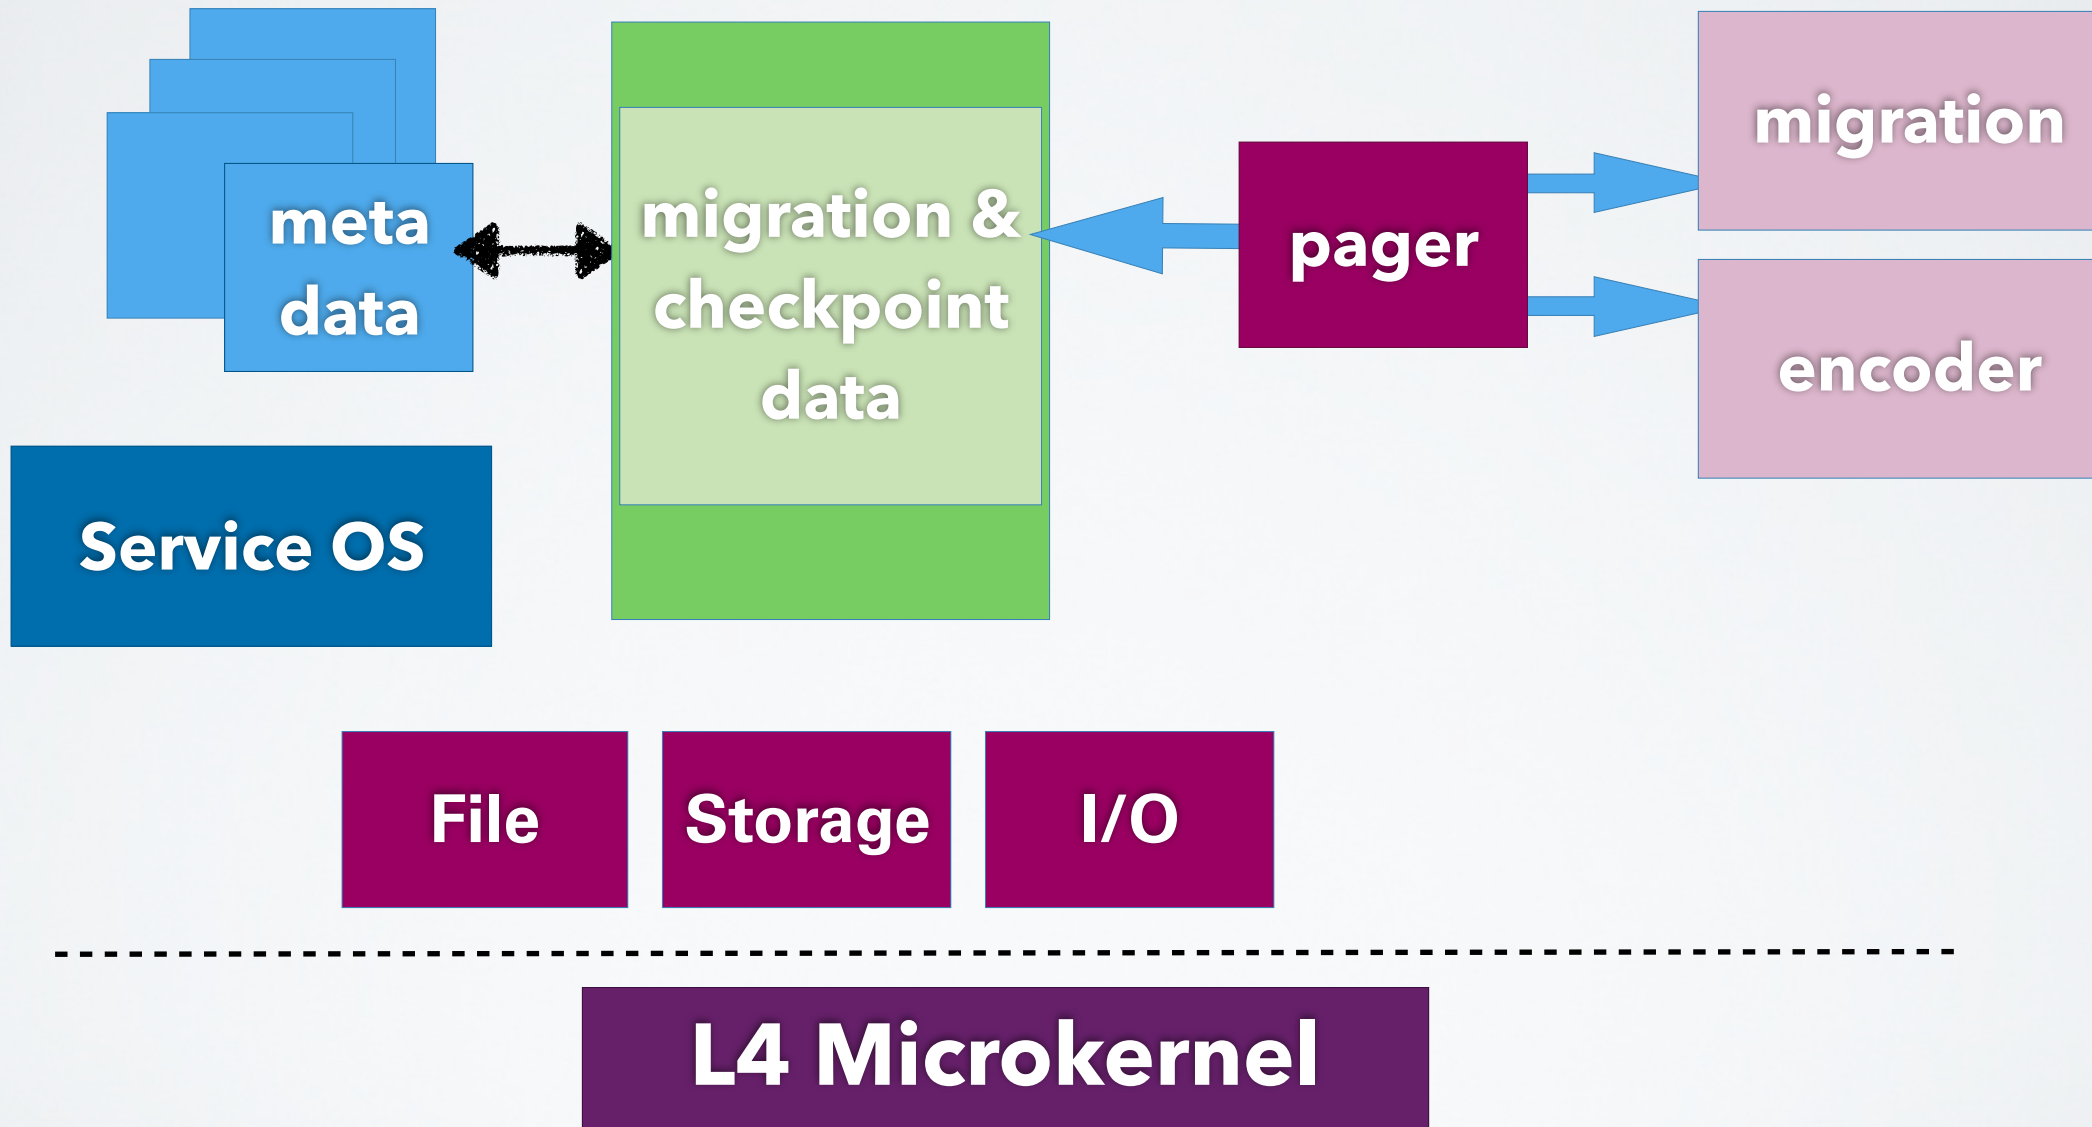 meta
data
migration &
checkpoint
data
pager
migration
encoder
Service OS
File
Storage
I/O
L4 Microkernel